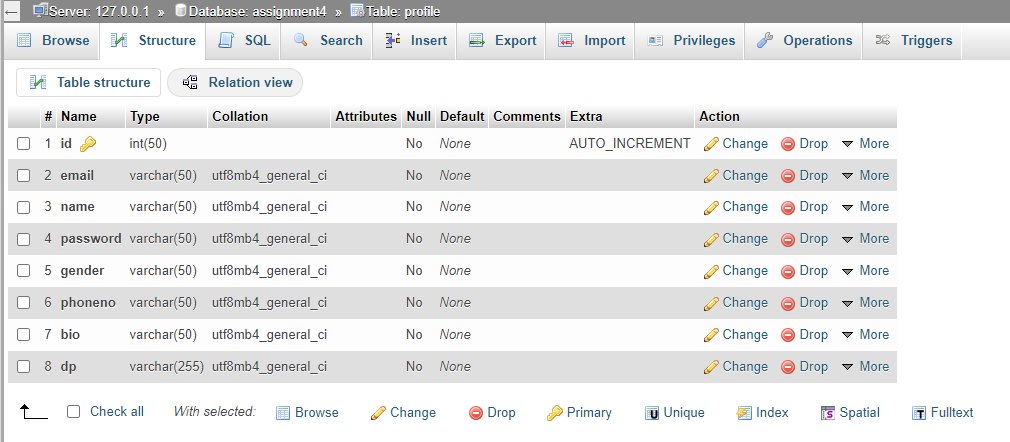 Server: 127.0.0.1 » Database: assignment4 » Table: profile
Browse Structure SQL Search Insert Export Import Privileges Operations Triggers
Table structure Relation view
# Name Type Collation Attributes Null Default Comments Extra Action
1 id int(50) No None AUTO_INCREMENT Change Drop More
2 email varchar(50) utf8mb4_general_ci No None Change Drop More
3 name varchar(50) utf8mb4_general_ci No None Change Drop More
4 password varchar(50) utf8mb4_general_ci No None Change Drop More
5 gender varchar(50) utf8mb4_general_ci No None Change Drop More
6 phoneno varchar(50) utf8mb4_general_ci No None Change Drop More
7 bio varchar(50) utf8mb4_general_ci No None Change Drop More
8 dp varchar(255) utf8mb4_general_ci No None Change Drop More
Check all With selected: Browse Change Drop Primary Unique Index Spatial Fulltext